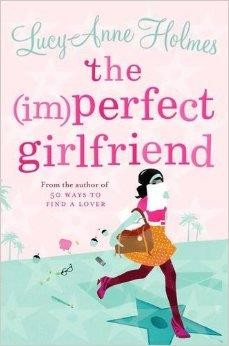 Lucy-Anne Holmes
the
(im)perfect
girlfriend
From the author of
50 WAYS TO
FIND A LOVER